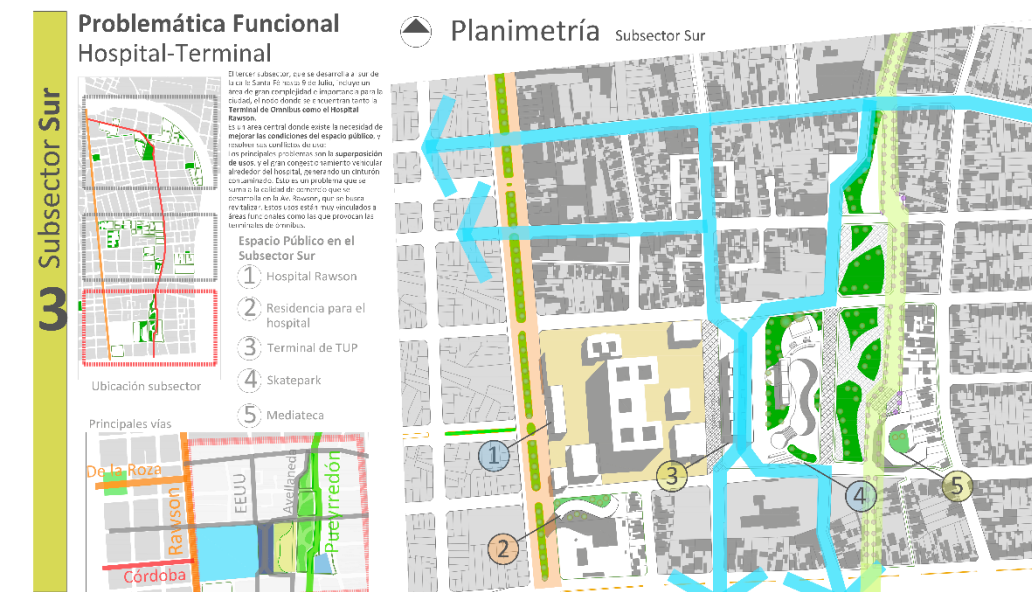 3 Subsector Sur
Problemática Funcional
Hospital-Terminal
El tercer subsector, que se desarrolla al sur de
la calle Santa Fé hasta 9 de Julio, incluye un
área de gran complejidad e importancia para la
ciudad, el nodo donde se encuentran tanto la
Terminal de Omnibus como el Hospital
Rawson.
Es un área central donde existe la necesidad de
mejorar las condiciones del espacio público, y
resolver sus conflictos de uso:
Los principales problemas son la superposición
de usos, y el gran congestionamiento vehicular
alrededor del hospital, generando un cinturón
contaminado. Esto es un problema que se
suma a la calidad de comercio que se
desarrolla en la Av. Rawson, que se busca
revitalizar. Estos usos están muy vinculados a
áreas funcionales como las que provocan las
terminales de ómnibus.
Espacio Público en el
Subsector Sur
1 Hospital Rawson
2 Residencia para el
hospital
3 Terminal de TUP
4 Skatepark
5 Mediateca
Ubicación subsector
Principales vías
De la Roza
Rawson
EEUU
Avellaneda
Pueyrredón
Córdoba
Planimetría Subsector Sur
1
2
3
4
5